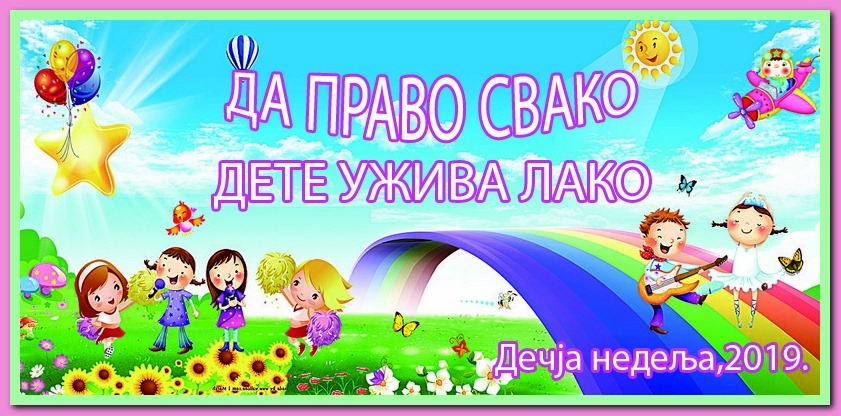 ДА ПРАВО СВАКО
ДЕТЕ УЖИВА ЛАКО
Дечја недеља,2019.